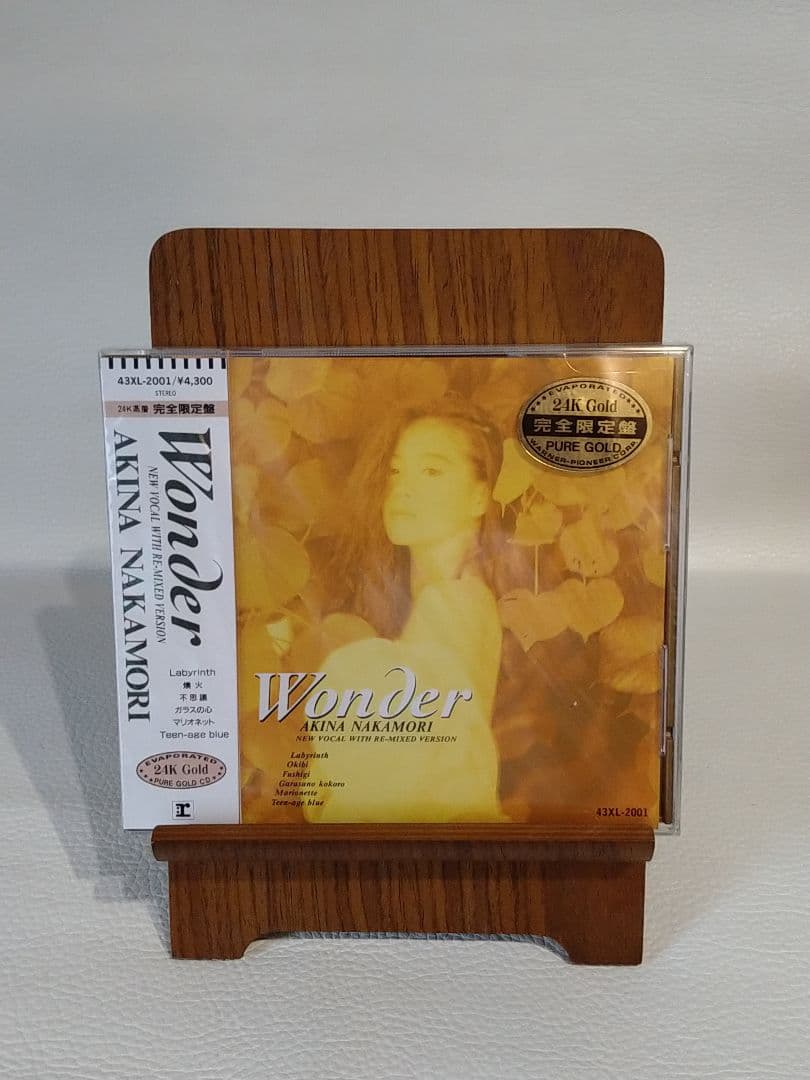 43XL-2001/¥4,300
STEREO
24K蒸着 完全限定盤
Wonder
NEW VOCAL WITH RE-MIXED VERSION
AKINA NAKAMORI
Labyrinth
燠火
不思議
ガラスの心
マリオネット
Teen-age blue
EVAPORATED
24K Gold
PURE GOLD CD
EVAPORATED
24K Gold
完全限定盤
PURE GOLD
WARNER-PIONEER CORP.
Wonder
AKINA NAKAMORI
NEW VOCAL WITH RE-MIXED VERSION
Labyrinth
Okibi
Fushigi
Garasuno kokoro
Marionette
Teen-age blue
43XL-2001